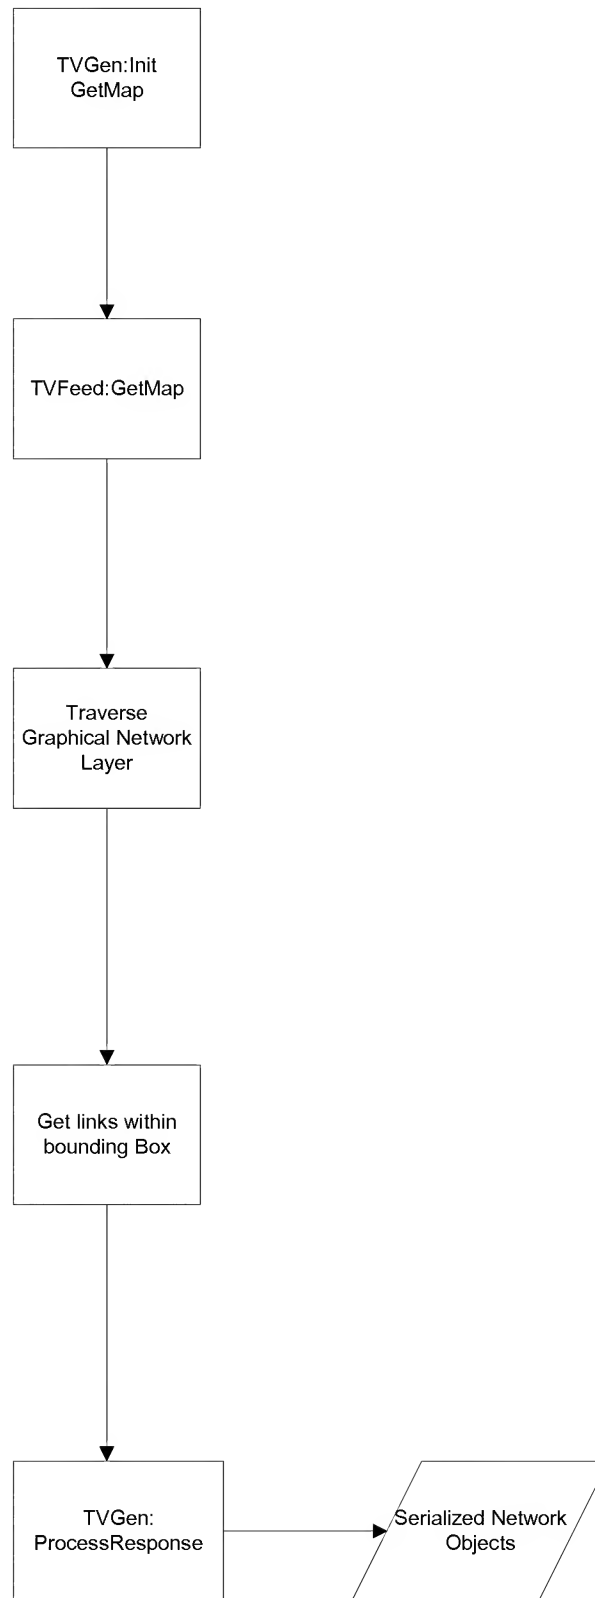 TVGen:Init
GetMap
TVFeed:GetMap
Traverse
Graphical Network
Layer
Get links within
bounding Box
TVGen:
ProcessResponse
Serialized Network
Objects